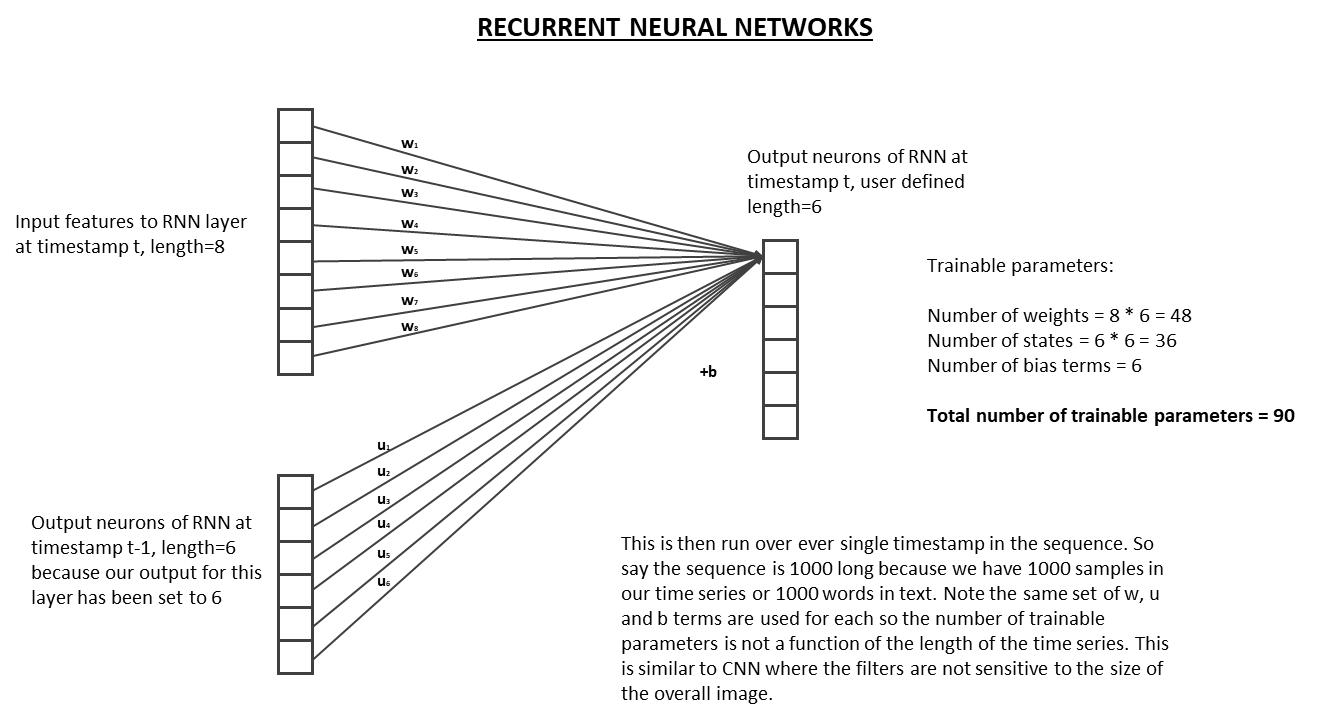 RECURRENT NEURAL NETWORKS
Input features to RNN layer
at timestamp t, length=8
w₁
w₂
w₃
w₄
w₅
w₆
w₇
w₈
Output neurons of RNN at
timestamp t, user defined
length=6
Trainable parameters:
Number of weights = 8 * 6 = 48
Number of states = 6 * 6 = 36
Number of bias terms = 6
Total number of trainable parameters = 90
+b
u₁
u₂
u₃
u₄
u₅
u₆
Output neurons of RNN at
timestamp t-1, length=6
because our output for this
layer has been set to 6
This is then run over ever single timestamp in the sequence. So
say the sequence is 1000 long because we have 1000 samples in
our time series or 1000 words in text. Note the same set of w, u
and b terms are used for each so the number of trainable
parameters is not a function of the length of the time series. This
is similar to CNN where the filters are not sensitive to the size of
the overall image.